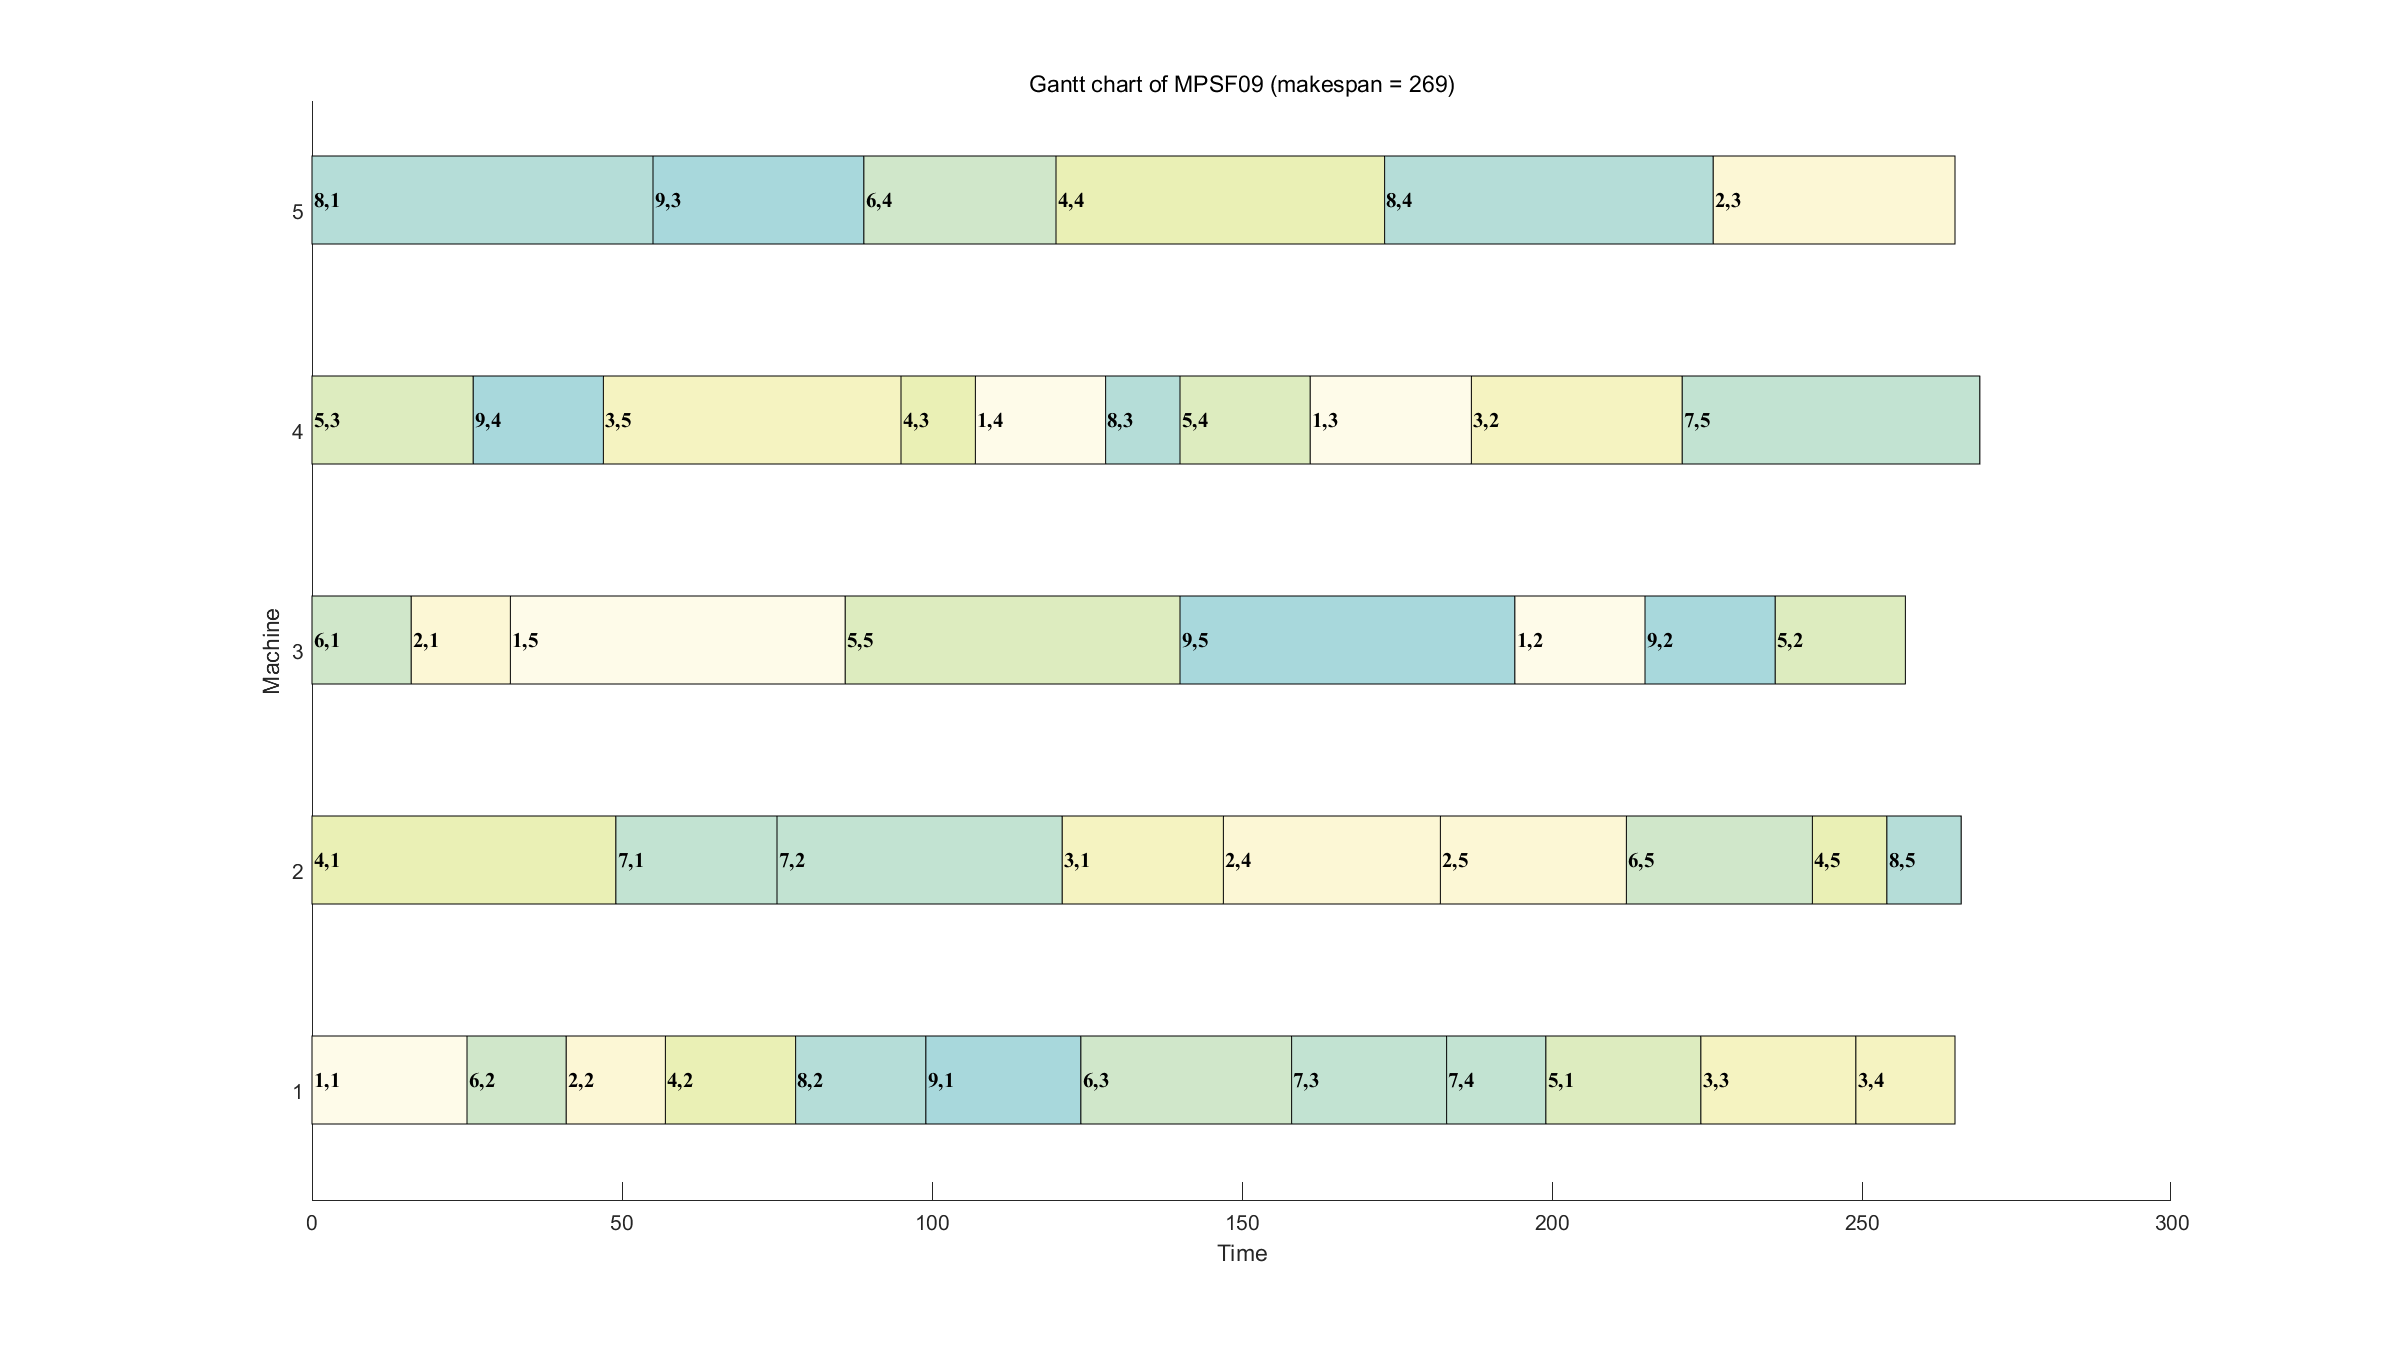 Gantt chart of MPSF09 (makespan = 269)
5
8,1 9,3 6,4 4,4 8,4 2,3
4
5,3 9,4 3,5 4,3 1,4 8,3 5,4 1,3 3,2 7,5
Machine
3
6,1 2,1 1,5 5,5 9,5 1,2 9,2 5,2
2
4,1 7,1 7,2 3,1 2,4 2,5 6,5 4,5 8,5
1
1,1 6,2 2,2 4,2 8,2 9,1 6,3 7,3 7,4 5,1 3,3 3,4
0 50 100 150 200 250 300
Time